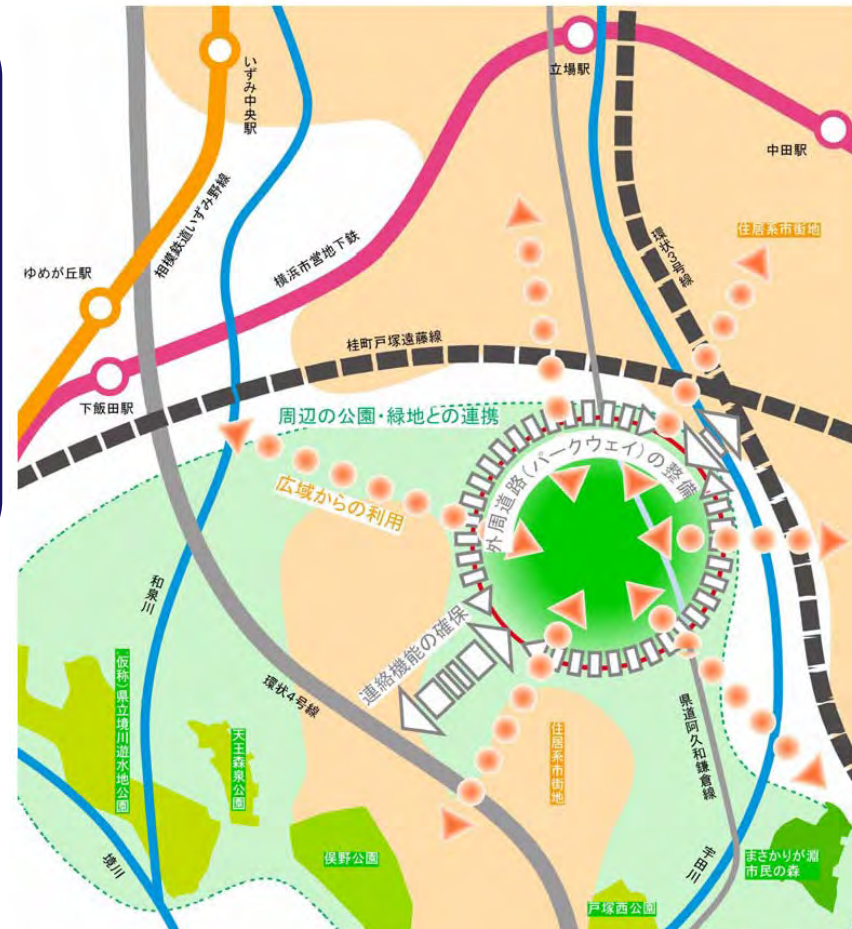 いずみ中央駅
立場駅
中田駅
相模鉄道いずみ野線
横浜市営地下鉄
環状3号線
住居系市街地
ゆめが丘駅
下飯田駅
桂町戸塚遠藤線
周辺の公園・緑地との連携
外周道路(パークウェイ)の整備
広域からの利用
和泉川
連絡機能の確保
環状4号線
(仮称)県立境川遊水地公園
天王森泉公園
住居系市街地
県道阿久和鎌倉線
境川
俣野公園
戸塚西公園
宇田川
まさかりが淵
市民の森